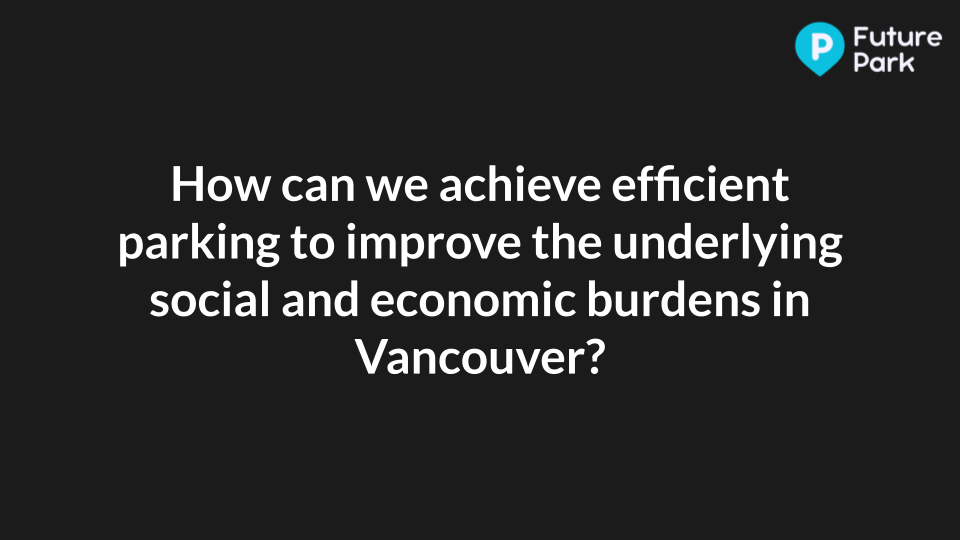 P Future
Park
How can we achieve efficient
parking to improve the underlying
social and economic burdens in
Vancouver?